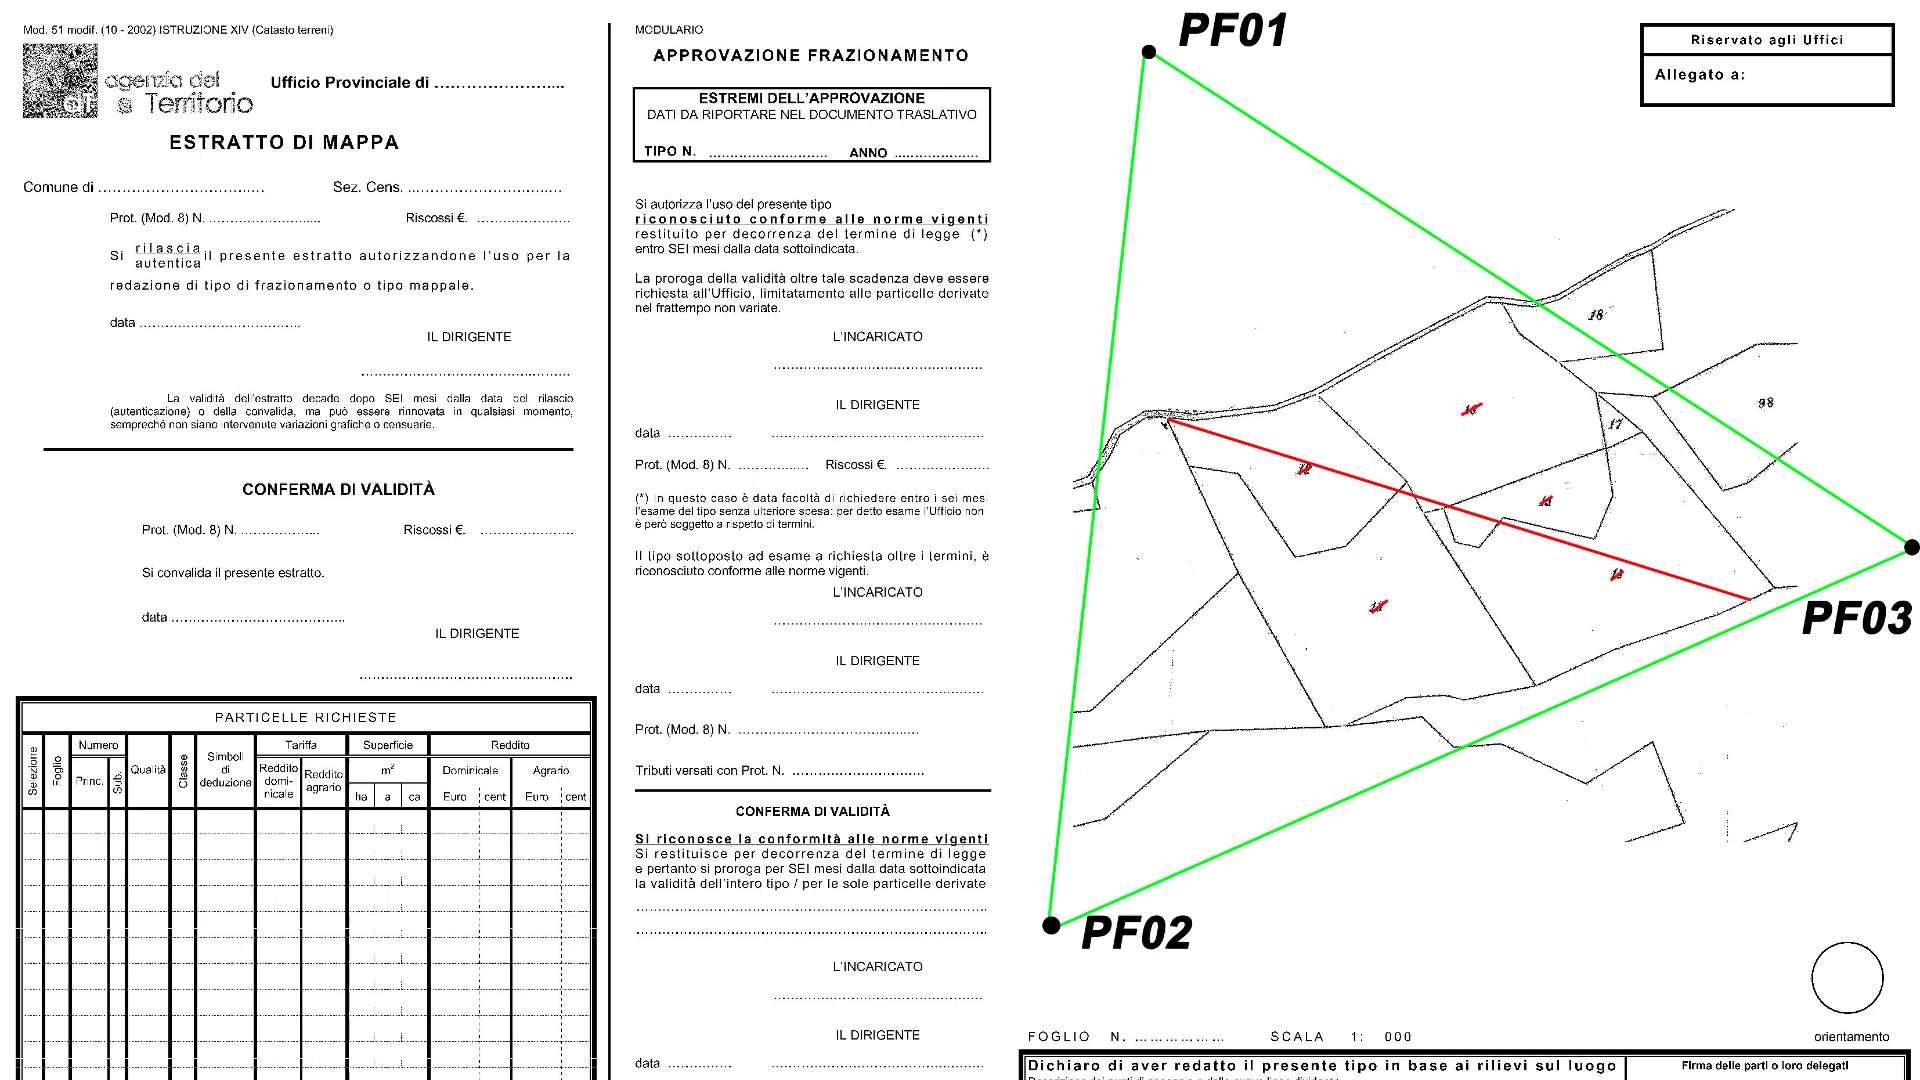 Mod. 51 modif. (10 - 2002) ISTRUZIONE XIV (Catasto terreni)
agenzia del
Territorio
Ufficio Provinciale di ……………………...
ESTRATTO DI MAPPA
Comune di …………………………….… Sez. Cens. …………………………….
Prot. (Mod. 8) N. …………………….... Riscossi €. ………………….
Si rilascia il presente estratto autorizzandone l'uso per la
autentica
redazione di tipo di frazionamento o tipo mappale.
data ………………………………..
IL DIRIGENTE
La validità dell'estratto decade dopo SEI mesi dalla data del rilascio
(autenticazione) o della convalida, ma può essere rinnovata in qualsiasi momento,
sempreché non siano intervenute variazioni grafiche o censuarie.
CONFERMA DI VALIDITÀ
Prot. (Mod. 8) N. ………………. Riscossi €. ………………….
Si convalida il presente estratto.
data …………………………………..
IL DIRIGENTE
PARTICELLE RICHIESTE
Sezione
Foglio
Numero
Princ.
Sub.
Qualità
Classe
Simboli
di
deduzione
Tariffa
Reddito
domi-
nicale
Reddito
agrario
Superficie
m²
ha a ca
Reddito
Dominicale
Euro cent
Agrario
Euro cent
MODULARIO
APPROVAZIONE FRAZIONAMENTO
ESTREMI DELL'APPROVAZIONE
DATI DA RIPORTARE NEL DOCUMENTO TRASLATIVO
TIPO N. ………………………. ANNO ………………..
Si autorizza l'uso del presente tipo
riconosciuto conforme alle norme vigenti
restituito per decorrenza del termine di legge (*)
entro SEI mesi dalla data sottoindicata.
La proroga della validità oltre tale scadenza deve essere
richiesta all'Ufficio, limitatamente alle particelle derivate
nel frattempo non variate.
L'INCARICATO
IL DIRIGENTE
data ……………
Prot. (Mod. 8) N. ……………. Riscossi €. ………………….
(*) In questo caso è data facoltà di richiedere entro i sei mesi
l'esame del tipo senza ulteriore spesa: per detto esame l'Ufficio non
è però soggetto a rispetto di termini.
Il tipo sottoposto ad esame a richiesta oltre i termini, è
riconosciuto conforme alle norme vigenti.
L'INCARICATO
IL DIRIGENTE
data ……………
Prot. (Mod. 8) N. …………………………………….
Tributi versati con Prot. N. ………………………….
CONFERMA DI VALIDITÀ
Si riconosce la conformità alle norme vigenti
Si restituisce per decorrenza del termine di legge
e pertanto si proroga per SEI mesi dalla data sottoindicata
la validità dell'intero tipo / per le sole particelle derivate
L'INCARICATO
IL DIRIGENTE
data ……………
Riservato agli Uffici
Allegato a:
PF01
18
98
17
PF03
PF02
orientamento
FOGLIO N. ……………… SCALA 1: 000
Dichiaro di aver redatto il presente tipo in base ai rilievi sul luogo
Firma delle parti o loro delegati